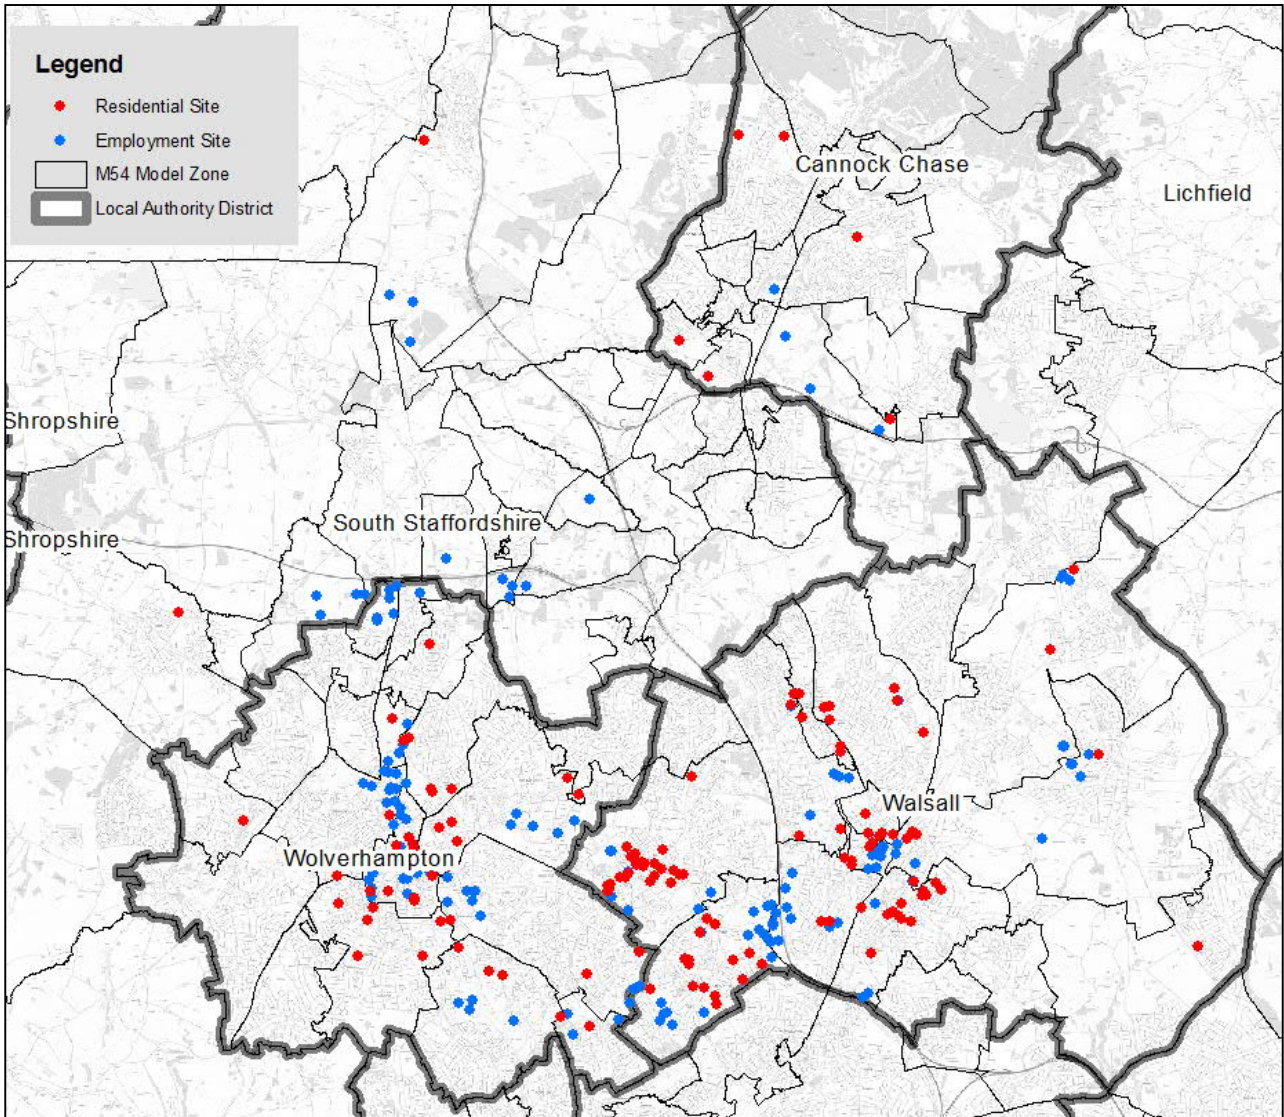 Legend
Residential Site
Employment Site
M54 Model Zone
Local Authority District
Cannock Chase
Lichfield
Shropshire
South Staffordshire
Shropshire
Walsall
Wolverhampton